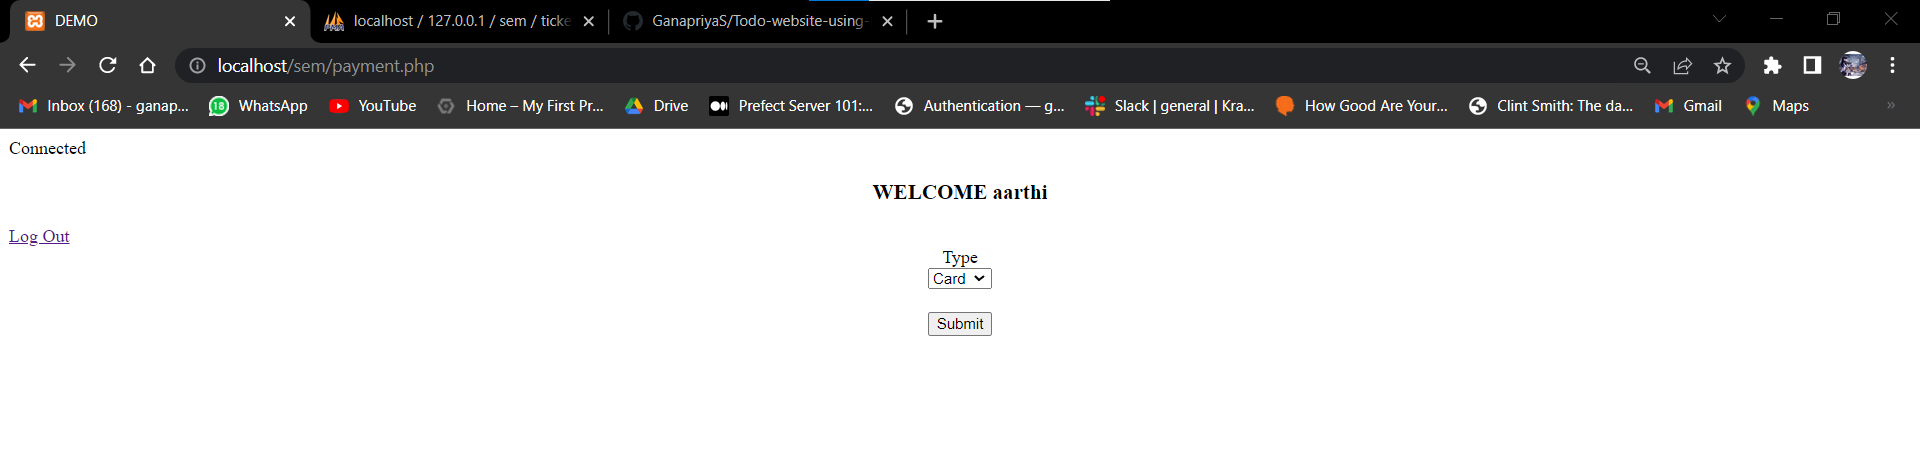 DEMO
localhost / 127.0.0.1 / sem / ticke
GanapriyaS/Todo-website-using-
localhost/sem/payment.php
Inbox (168) - ganap...
18
WhatsApp
YouTube
Home – My First Pr...
Drive
Prefect Server 101:...
Authentication — g...
Slack | general | Kra...
How Good Are Your...
Clint Smith: The da...
Gmail
Maps
»
Connected
WELCOME aarthi
Log Out
Type
Card
Submit